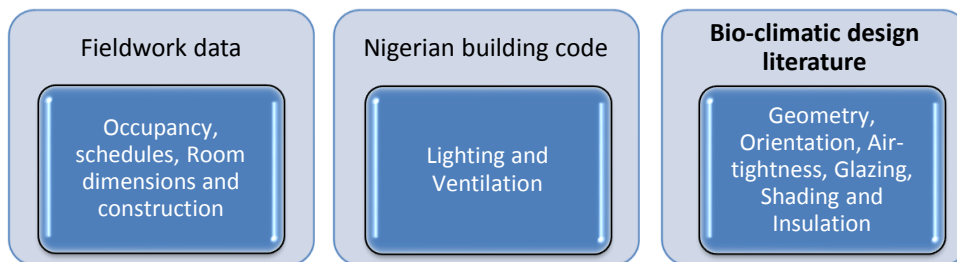 Fieldwork data
Occupancy,
schedules, Room
dimensions and
construction
Nigerian building code
Lighting and
Ventilation
Bio-climatic design
literature
Geometry,
Orientation, Air-
tightness, Glazing,
Shading and
Insulation